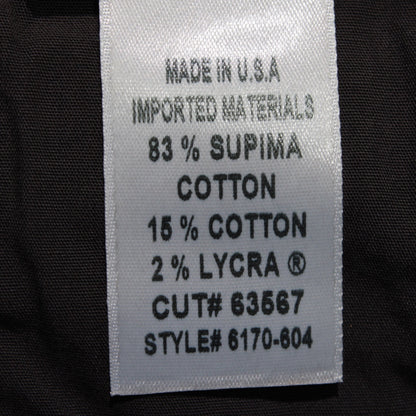 MADE IN U.S.A
IMPORTED MATERIALS
83 % SUPIMA
COTTON
15 % COTTON
2 % LYCRA ®
CUT# 63567
STYLE# 6170-604